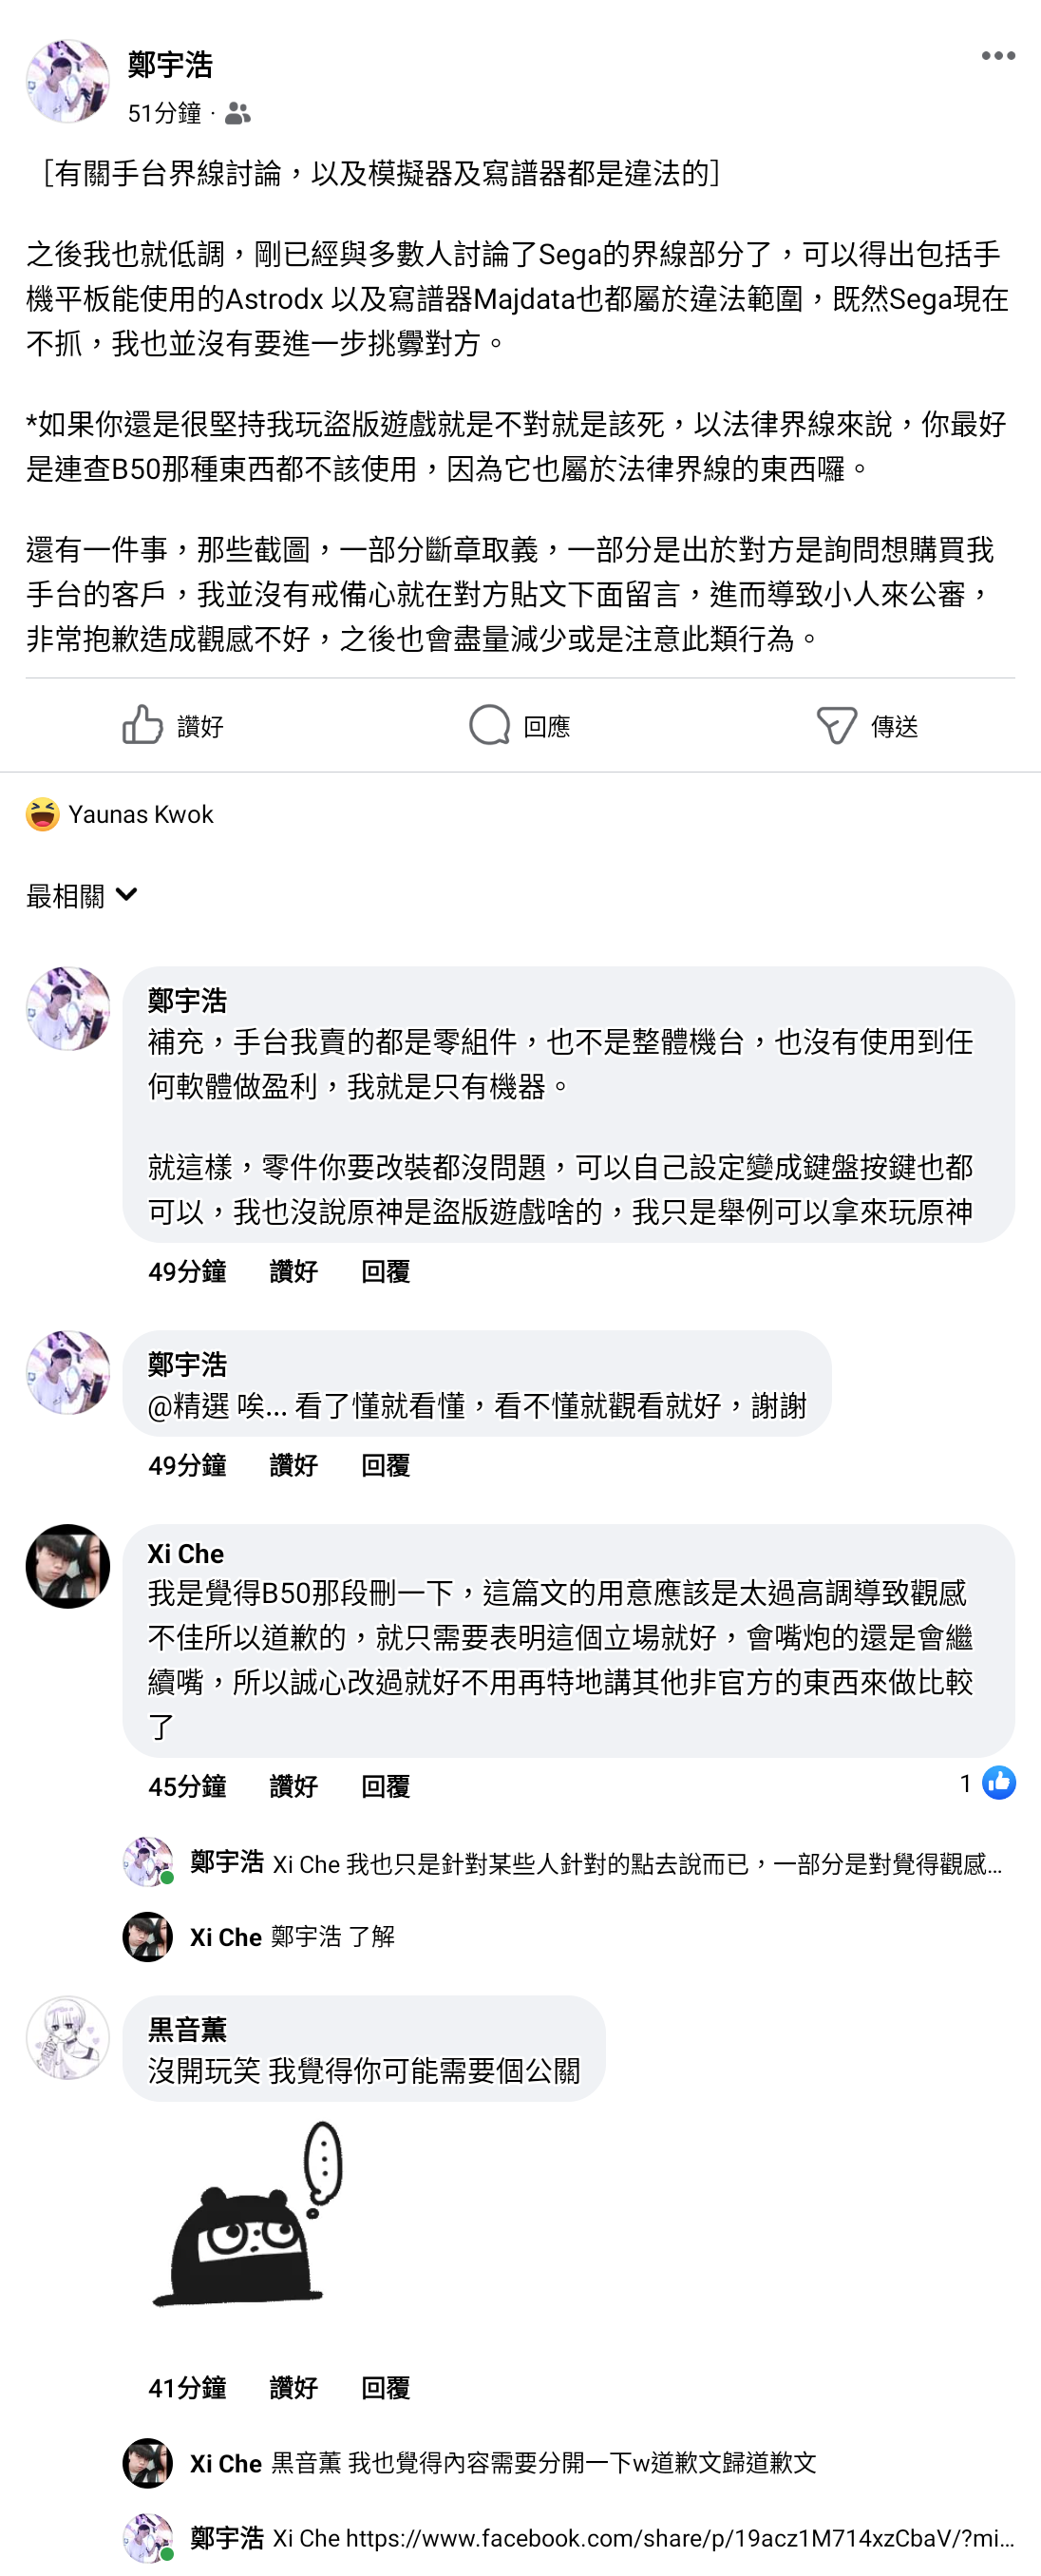 鄭宇浩
51分鐘 ·
［有關手台界線討論，以及模擬器及寫譜器都是違法的］
之後我也就低調，剛已經與多數人討論了Sega的界線部分了，可以得出包括手
機平板能使用的Astrodx 以及寫譜器Majdata也都屬於違法範圍，既然Sega現在
不抓，我也並沒有要進一步挑釁對方。
*如果你還是很堅持我玩盜版遊戲就是不對就是該死，以法律界線來說，你最好
是連查B50那種東西都不該使用，因為它也屬於法律界線的東西囉。
還有一件事，那些截圖，一部分斷章取義，一部分是出於對方是詢問想購買我
手台的客戶，我並沒有戒備心就在對方貼文下面留言，進而導致小人來公審，
非常抱歉造成觀感不好，之後也會盡量減少或是注意此類行為。
讚好 回應 傳送
Yaunas Kwok
最相關
鄭宇浩
補充，手台我賣的都是零組件，也不是整體機台，也沒有使用到任
何軟體做盈利，我就是只有機器。
就這樣，零件你要改裝都沒問題，可以自己設定變成鍵盤按鍵也都
可以，我也沒說原神是盜版遊戲啥的，我只是舉例可以拿來玩原神
49分鐘 讚好 回覆
鄭宇浩
@精選 唉... 看了懂就看懂，看不懂就觀看就好，謝謝
49分鐘 讚好 回覆
Xi Che
我是覺得B50那段刪一下，這篇文的用意應該是太過高調導致觀感
不佳所以道歉的，就只需要表明這個立場就好，會嘴炮的還是會繼
續嘴，所以誠心改過就好不用再特地講其他非官方的東西來做比較
了
45分鐘 讚好 回覆 1
鄭宇浩 Xi Che 我也只是針對某些人針對的點去說而已，一部分是對覺得觀感...
Xi Che 鄭宇浩 了解
黒音薰
沒開玩笑 我覺得你可能需要個公關
41分鐘 讚好 回覆
Xi Che 黒音薰 我也覺得內容需要分開一下w道歉文歸道歉文
鄭宇浩 Xi Che https://www.facebook.com/share/p/19acz1M714xzCbaV/?mi...